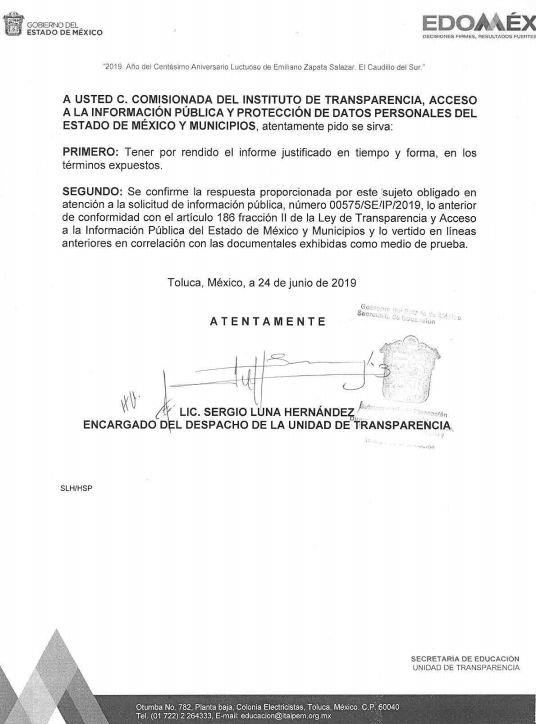 GOBIERNO DEL
ESTADO DE MÉXICO
EDOMÉX
DECISIONES FIRMES, RESULTADOS FUERTES
"2019. Año del Centésimo Aniversario Luctuoso de Emiliano Zapata Salazar. El Caudillo del Sur."
A USTED C. COMISIONADA DEL INSTITUTO DE TRANSPARENCIA, ACCESO
A LA INFORMACIÓN PÚBLICA Y PROTECCIÓN DE DATOS PERSONALES DEL
ESTADO DE MÉXICO Y MUNICIPIOS, atentamente pido se sirva:
PRIMERO: Tener por rendido el informe justificado en tiempo y forma, en los
términos expuestos.
SEGUNDO: Se confirme la respuesta proporcionada por este sujeto obligado en
atención a la solicitud de información pública, número 00575/SE/IP/2019, lo anterior
de conformidad con el artículo 186 fracción II de la Ley de Transparencia y Acceso
a la Información Pública del Estado de México y Municipios y lo vertido en líneas
anteriores en correlación con las documentales exhibidas como medio de prueba.
Toluca, México, a 24 de junio de 2019
Gobierno del Estado de México
Secretaría de Educación
A T E N T A M E N T E
LIC. SERGIO LUNA HERNÁNDEZ
ENCARGADO DEL DESPACHO DE LA UNIDAD DE TRANSPARENCIA
SLH/HSP
SECRETARÍA DE EDUCACIÓN
UNIDAD DE TRANSPARENCIA
Otumba No. 782, Planta baja, Colonia Electricistas, Toluca, México. C.P. 60040
Tel. (01 722) 2 264333, E-mail: educacion@itaipem.org.mx